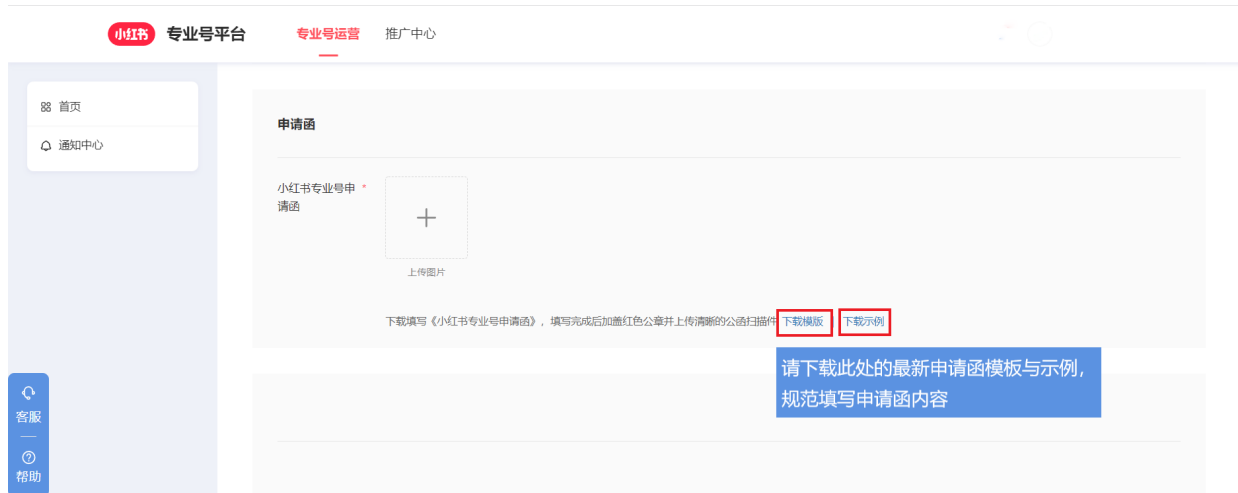 小红书 专业号平台 专业号运营 推广中心
首页
通知中心
申请函
小红书专业号申 *
请函
上传图片
下载填写《小红书专业号申请函》，填写完成后加盖红色公章并上传清晰的公函扫描件 下载模版 下载示例
请下载此处的最新申请函模板与示例，
规范填写申请函内容
客服
帮助